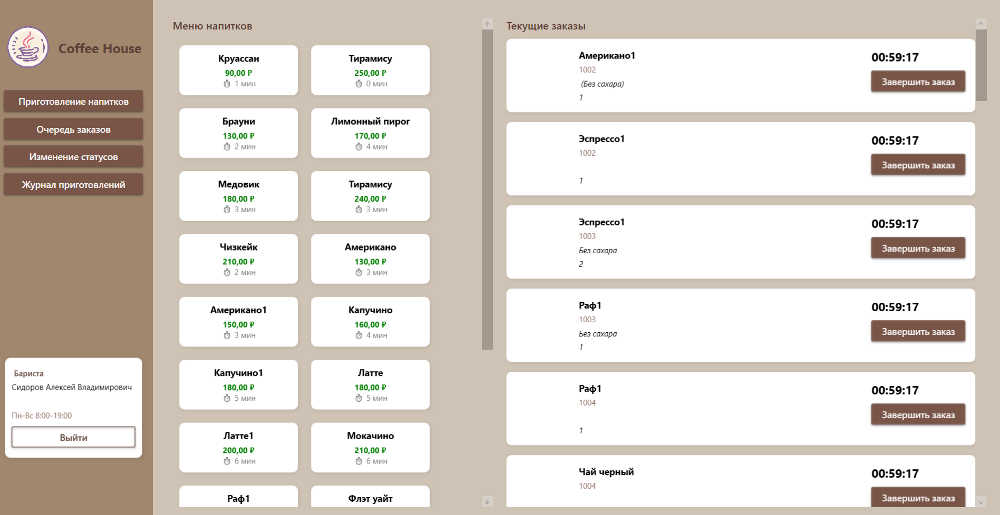 Coffee House
Приготовление напитков
Очередь заказов
Изменение статусов
Журнал приготовлений
Бариста
Сидоров Алексей Владимирович
Пн-Вс 8:00-19:00
Выйти
Меню напитков
Круассан
90,00 ₽
1 мин
Тирамису
250,00 ₽
0 мин
Брауни
130,00 ₽
2 мин
Лимонный пирог
170,00 ₽
4 мин
Медовик
180,00 ₽
3 мин
Тирамису
240,00 ₽
3 мин
Чизкейк
210,00 ₽
2 мин
Американо
130,00 ₽
3 мин
Американо1
150,00 ₽
3 мин
Капучино
160,00 ₽
4 мин
Капучино1
180,00 ₽
5 мин
Латте
180,00 ₽
5 мин
Латте1
200,00 ₽
6 мин
Мокачино
210,00 ₽
6 мин
Раф1
Флэт уайт
Текущие заказы
Американо1
1002
(Без сахара)
1
00:59:17
Завершить заказ
Эспрессо1
1002
1
00:59:17
Завершить заказ
Эспрессо1
1003
Без сахара
2
00:59:17
Завершить заказ
Раф1
1003
Без сахара
1
00:59:17
Завершить заказ
Раф1
1004
1
00:59:17
Завершить заказ
Чай черный
1004
00:59:17
Завершить заказ